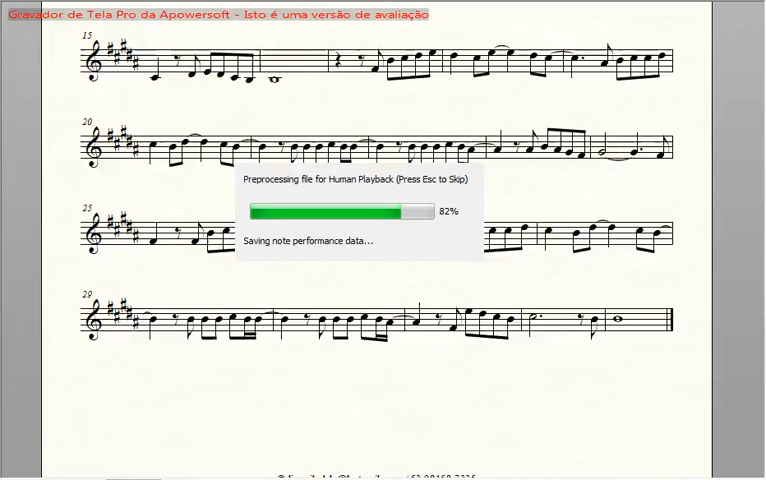 Gravador de Tela Pro da Apowersoft - Isto é uma versão de avaiiação
15
20
Preprocessing file for Human Playback (Press Esc to Skip)
82%
Saving note performance data...
25
29